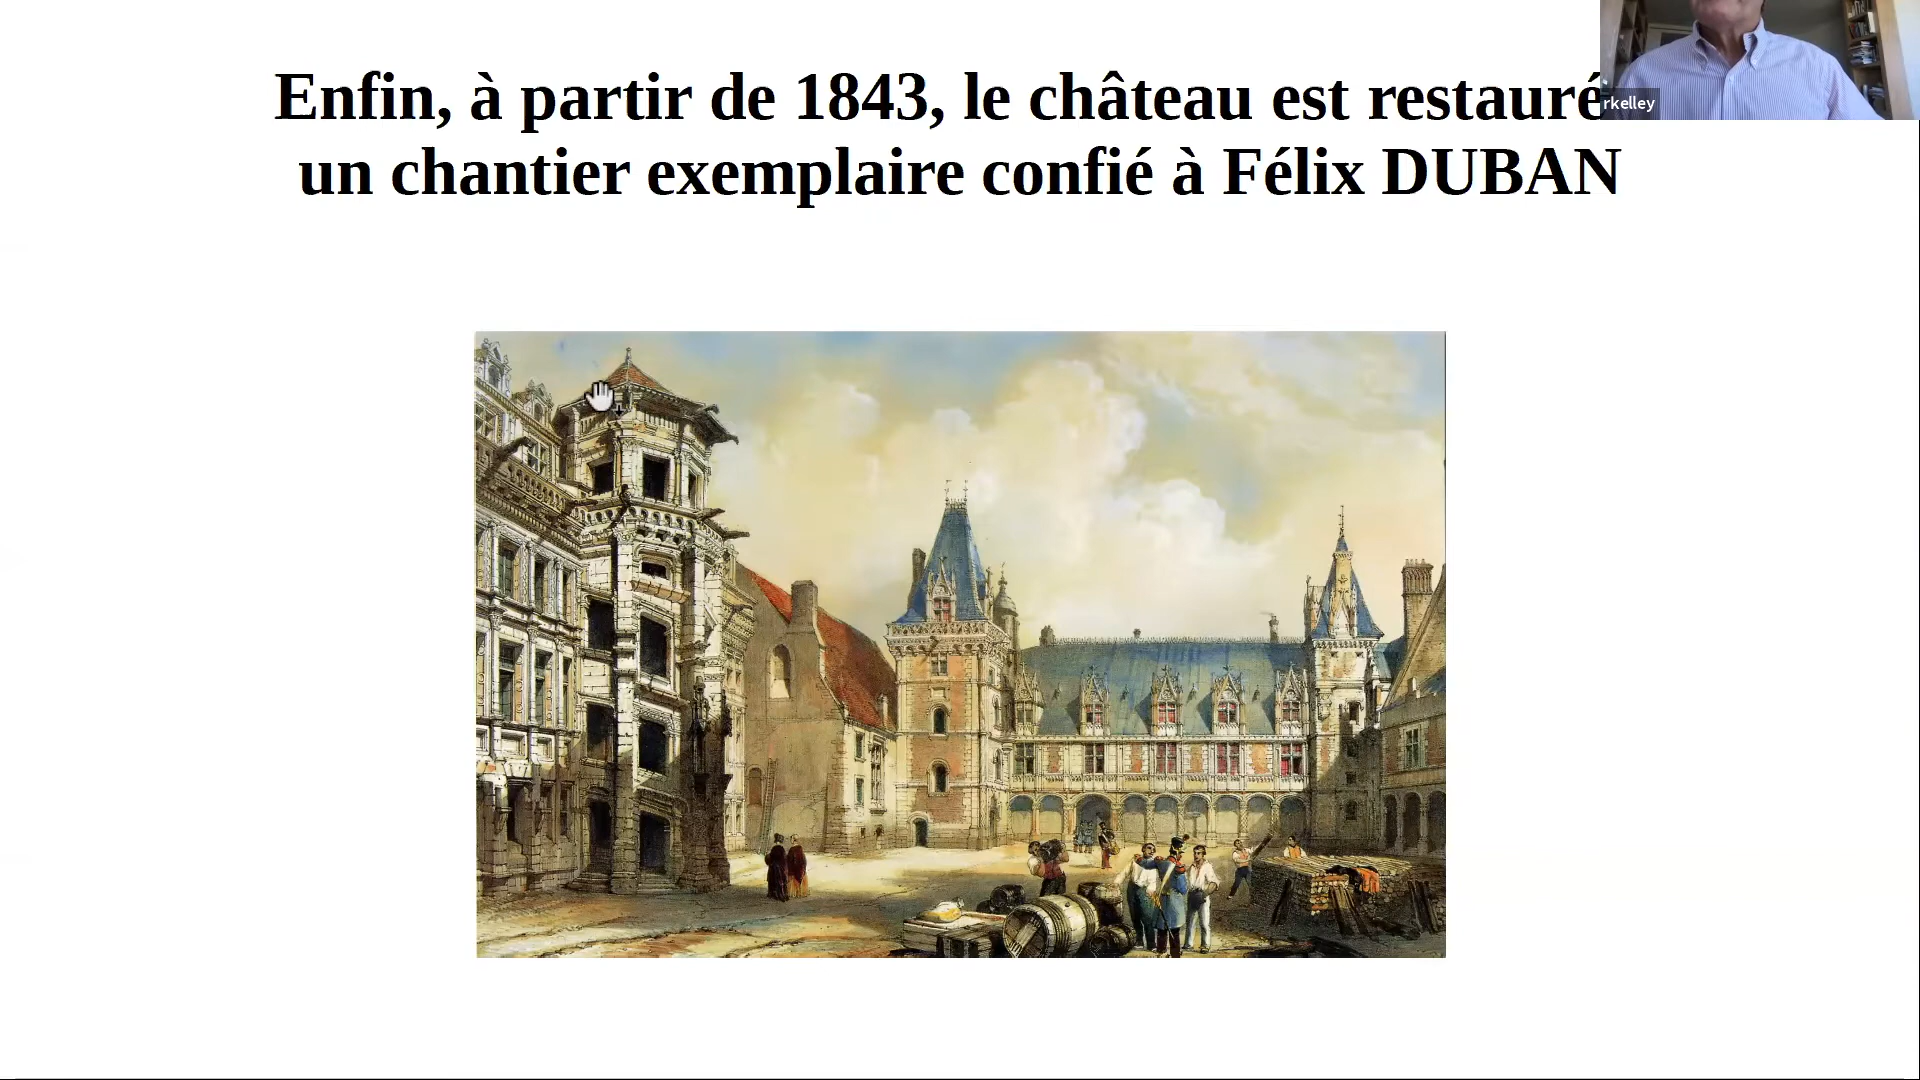 Enfin, à partir de 1843, le château est restauré
un chantier exemplaire confié à Félix DUBAN
rkelley